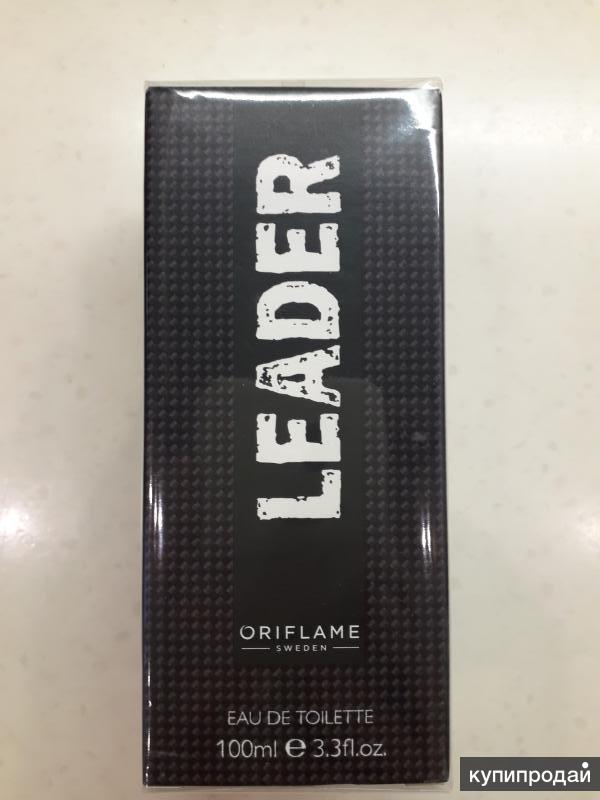 LEADER
ORIFLAME
SWEDEN
EAU DE TOILETTE
100ml ℮ 3.3fl.oz.
купипродай